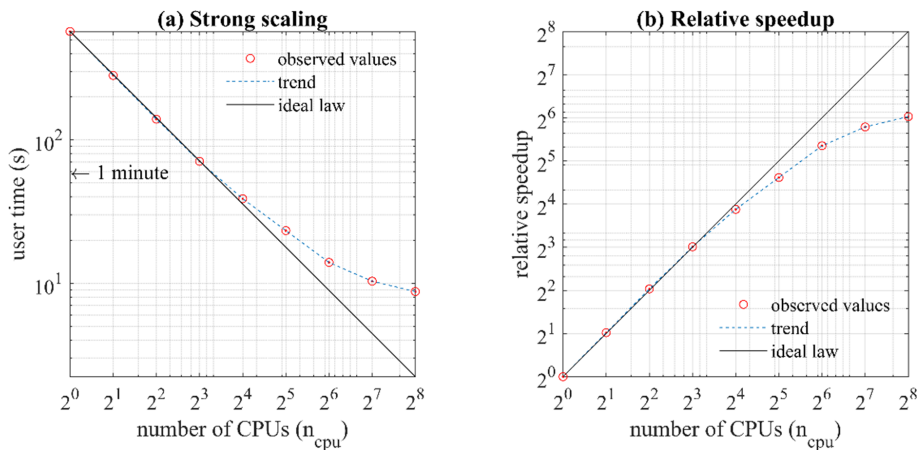 (a) Strong scaling
observed values
trend
ideal law
10²
← 1 minute
10¹
user time (s)
2⁰ 2¹ 2² 2³ 2⁴ 2⁵ 2⁶ 2⁷ 2⁸
number of CPUs (n_cpu)
(b) Relative speedup
2⁸
2⁷
2⁶
2⁵
2⁴
2³
2²
2¹
2⁰
relative speedup
observed values
trend
ideal law
2⁰ 2¹ 2² 2³ 2⁴ 2⁵ 2⁶ 2⁷ 2⁸
number of CPUs (n_cpu)